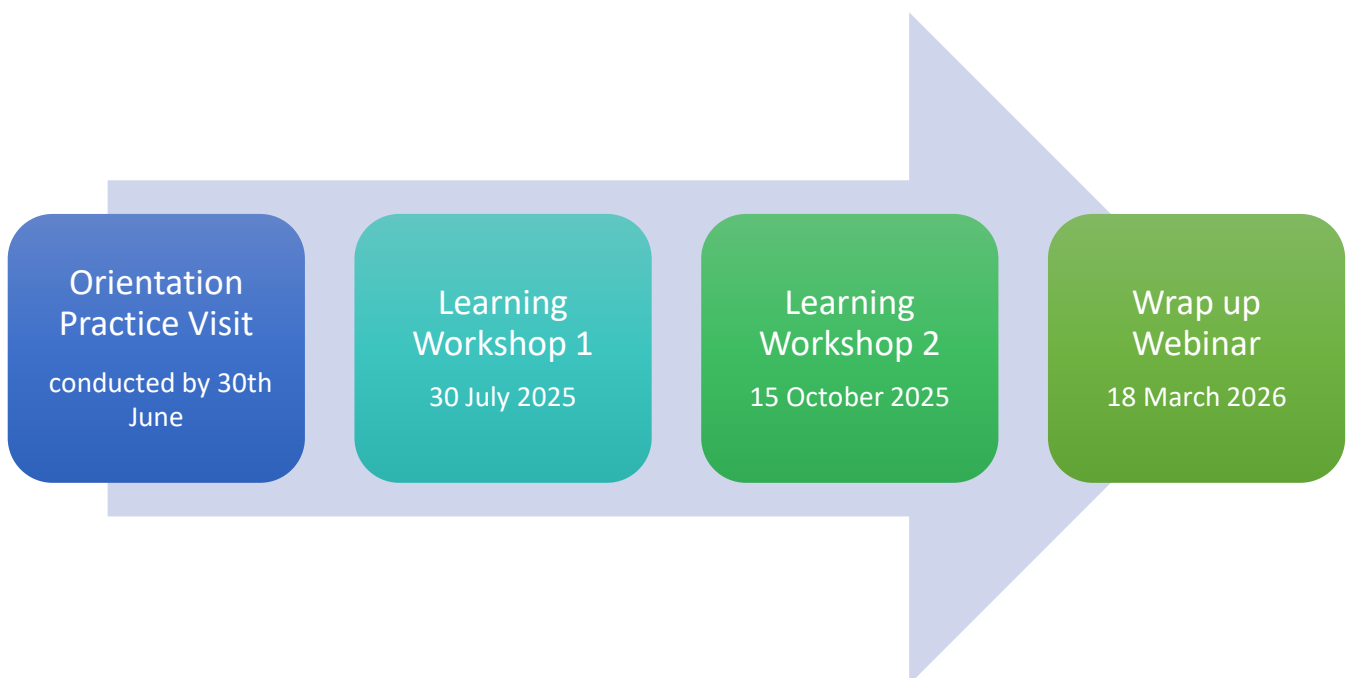 Orientation
Practice Visit
conducted by 30th
June
Learning
Workshop 1
30 July 2025
Learning
Workshop 2
15 October 2025
Wrap up
Webinar
18 March 2026